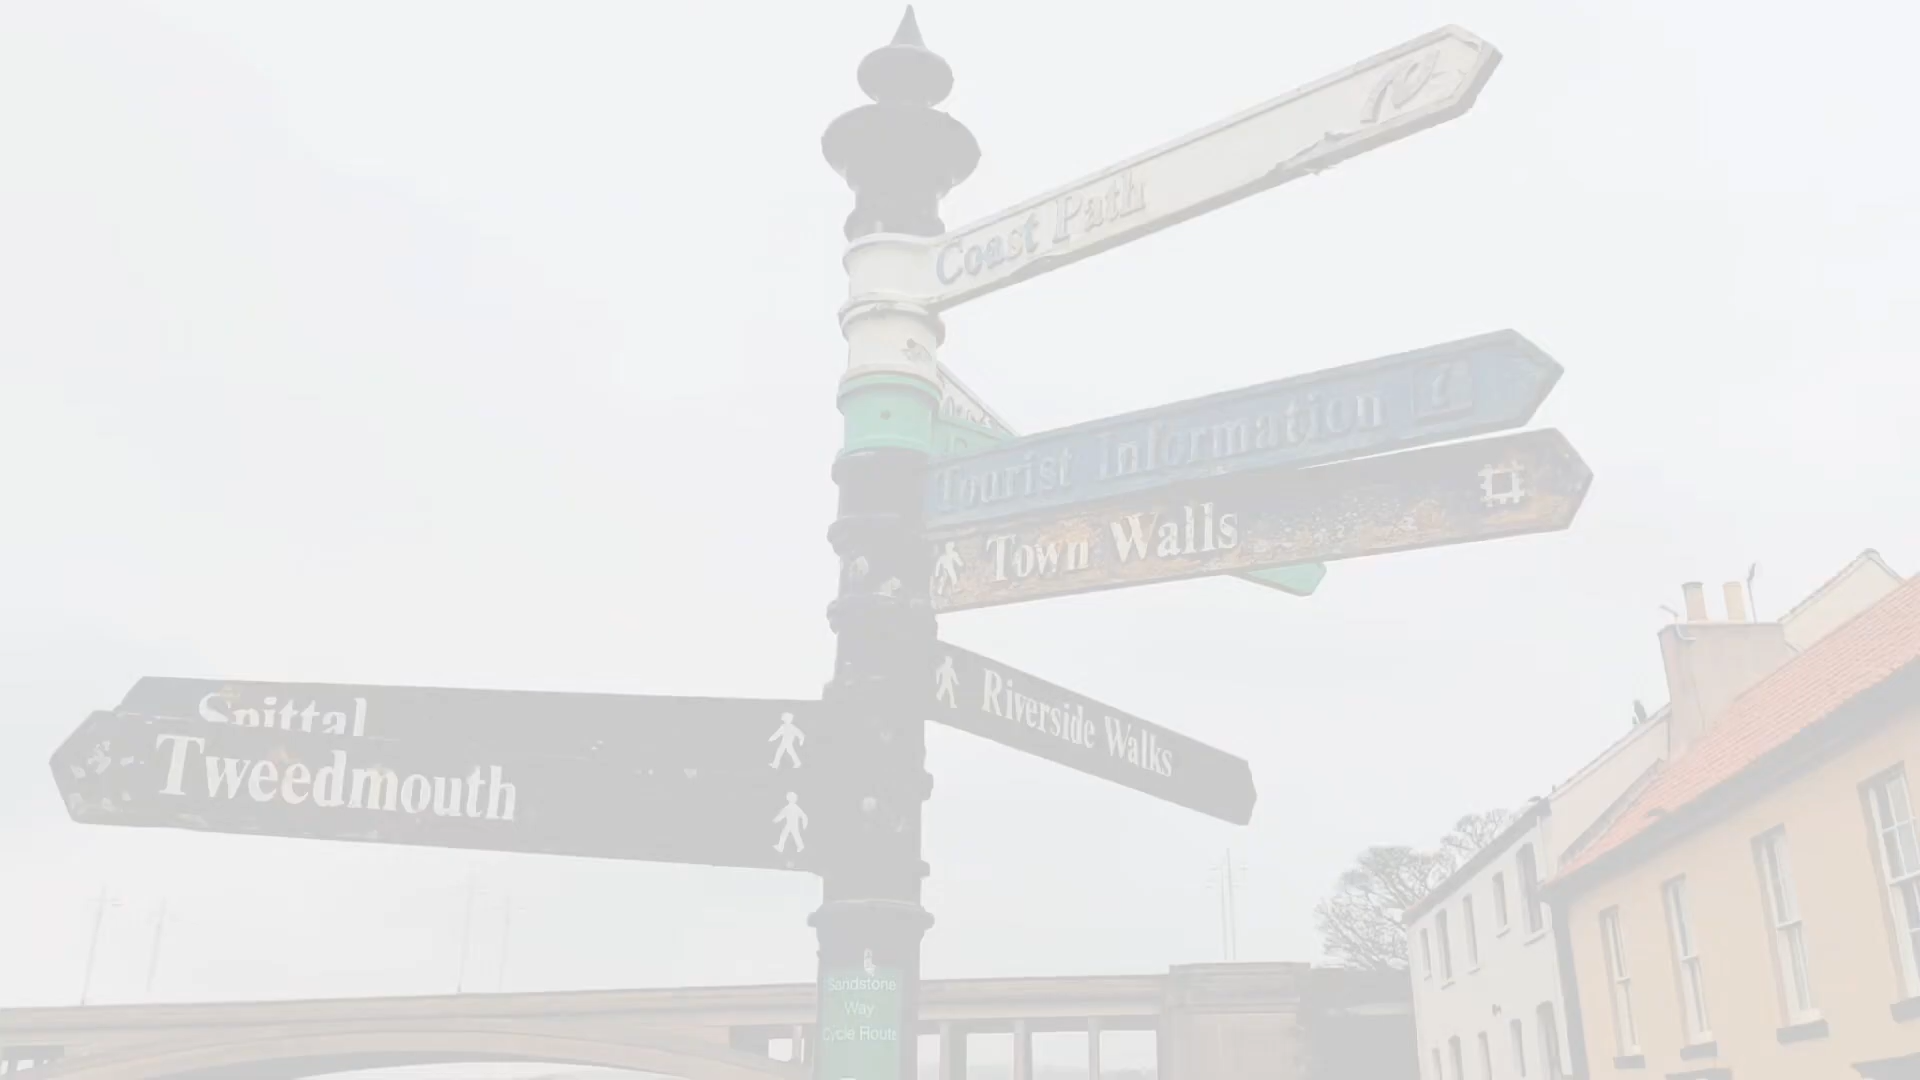 Coast Path
Tourist Information
Town Walls
Riverside Walks
Spittal
Tweedmouth
Sandstone
Way
Cycle Route